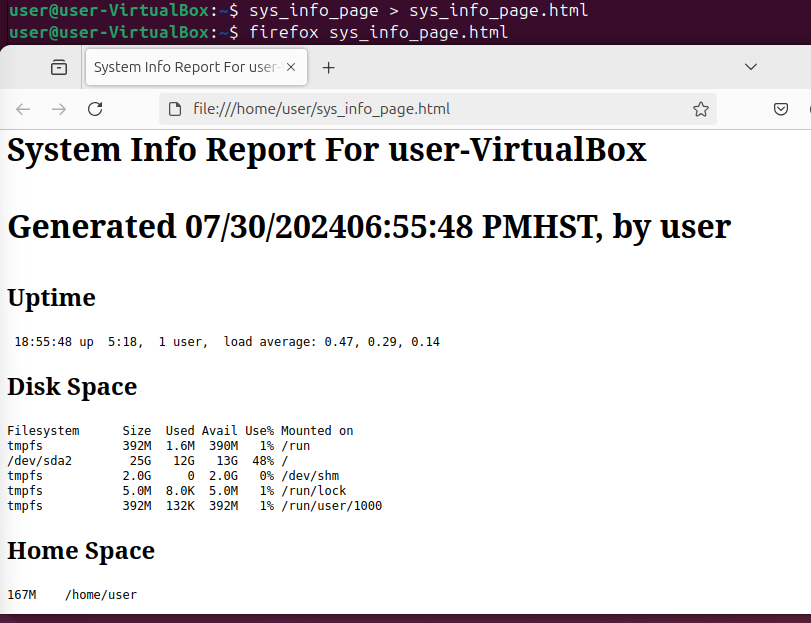 user@user-VirtualBox:~$ sys_info_page > sys_info_page.html
user@user-VirtualBox:~$ firefox sys_info_page.html
System Info Report For user-
file:///home/user/sys_info_page.html
System Info Report For user-VirtualBox
Generated 07/30/202406:55:48 PMHST, by user
Uptime
18:55:48 up  5:18,  1 user,  load average: 0.47, 0.29, 0.14
Disk Space
Filesystem      Size  Used Avail Use% Mounted on
tmpfs           392M  1.6M  390M   1% /run
/dev/sda2        25G   12G   13G  48% /
tmpfs           2.0G     0  2.0G   0% /dev/shm
tmpfs           5.0M  8.0K  5.0M   1% /run/lock
tmpfs           392M  132K  392M   1% /run/user/1000
Home Space
167M    /home/user